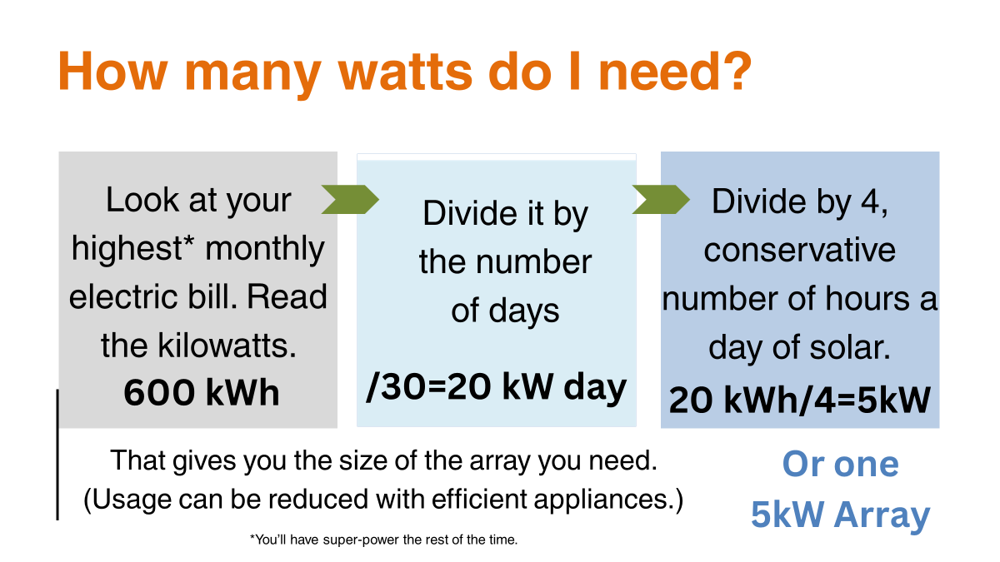 How many watts do I need?
Look at your
highest* monthly
electric bill. Read
the kilowatts.
600 kWh
Divide it by
the number
of days
/30=20 kW day
Divide by 4,
conservative
number of hours a
day of solar.
20 kWh/4=5kW
That gives you the size of the array you need.
(Usage can be reduced with efficient appliances.)
*You’ll have super-power the rest of the time.
Or one
5kW Array